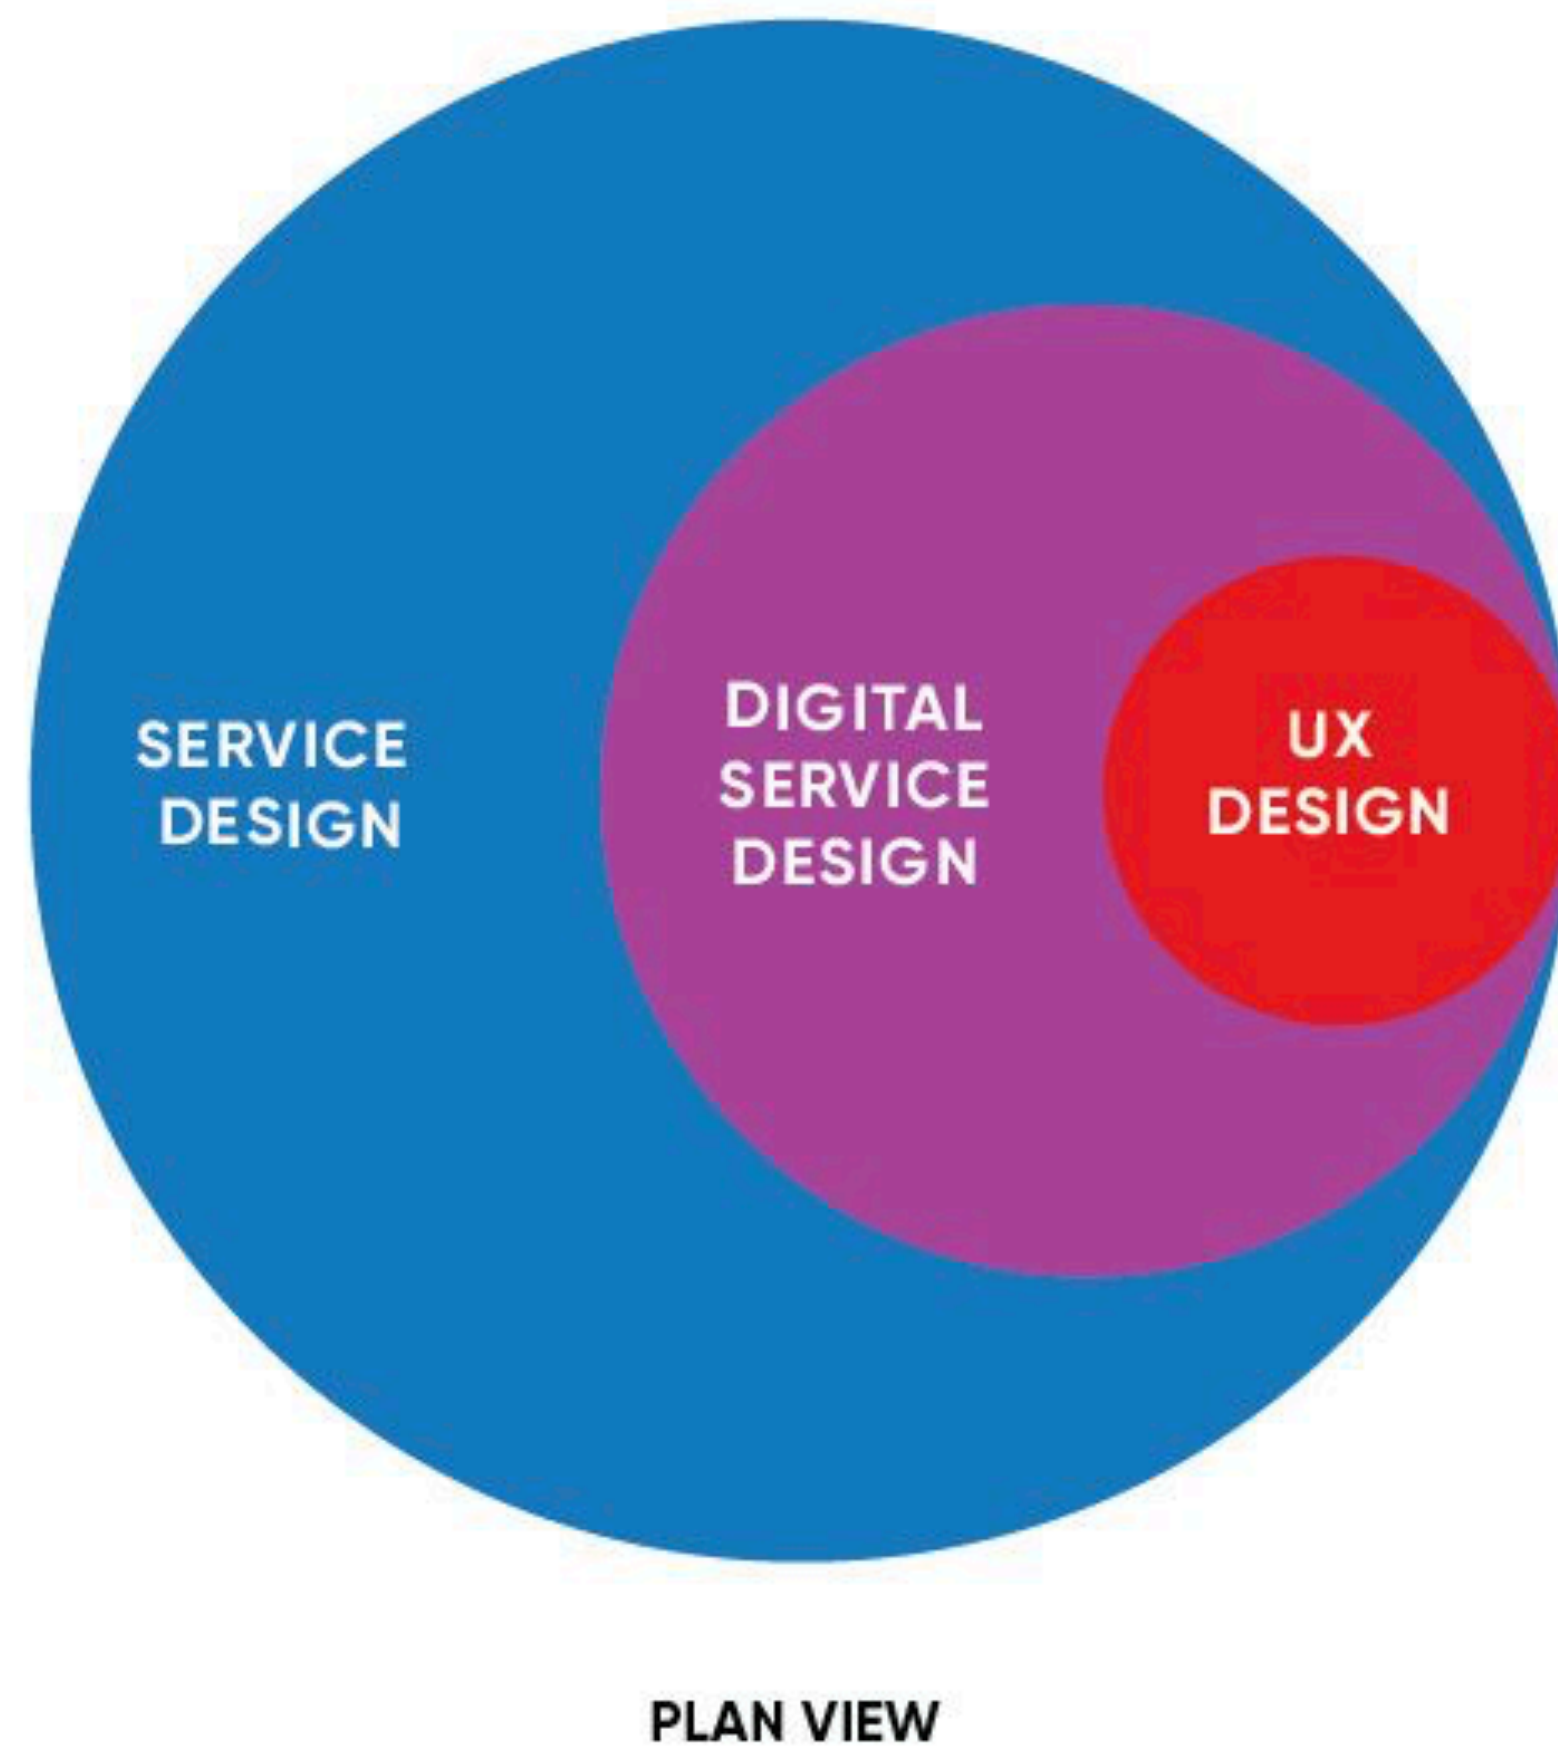 SERVICE
DESIGN
DIGITAL
SERVICE
DESIGN
UX
DESIGN
PLAN VIEW